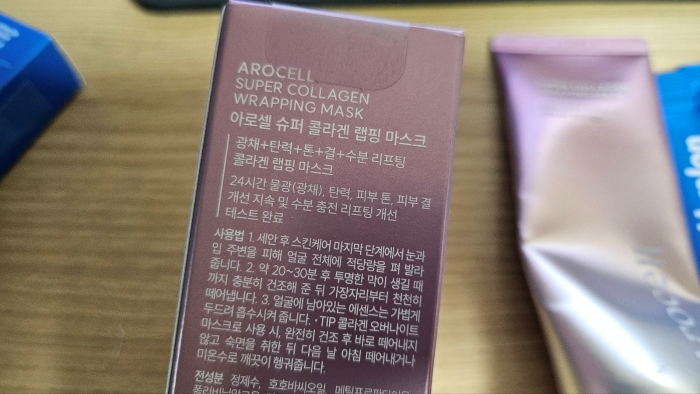 AROCELL
SUPER COLLAGEN
WRAPPING MASK
아로셀 슈퍼 콜라겐 랩핑 마스크
광채+탄력+톤+결+수분 리프팅
콜라겐 랩핑 마스크
24시간 물광(광채), 탄력, 피부 톤, 피부 결
개선 지속 및 수분 충전 리프팅 개선
테스트 완료
사용법 1. 세안 후 스킨케어 마지막 단계에서 눈과
입 주변을 피해 얼굴 전체에 적당량을 펴 발라
줍니다. 2. 약 20~30분 후 투명한 막이 생길 때
까지 충분히 건조해 준 뒤 가장자리부터 천천히
떼어냅니다. 3. 얼굴에 남아있는 에센스는 가볍게
두드려 흡수시켜 줍니다. • TIP 콜라겐 오버나이트
마스크로 사용 시, 완전히 건조 후 바로 떼어내지
않고 숙면을 취한 뒤 다음 날 아침 떼어내거나
미온수로 깨끗이 헹궈줍니다.
전성분 정제수, 호호바씨오일,